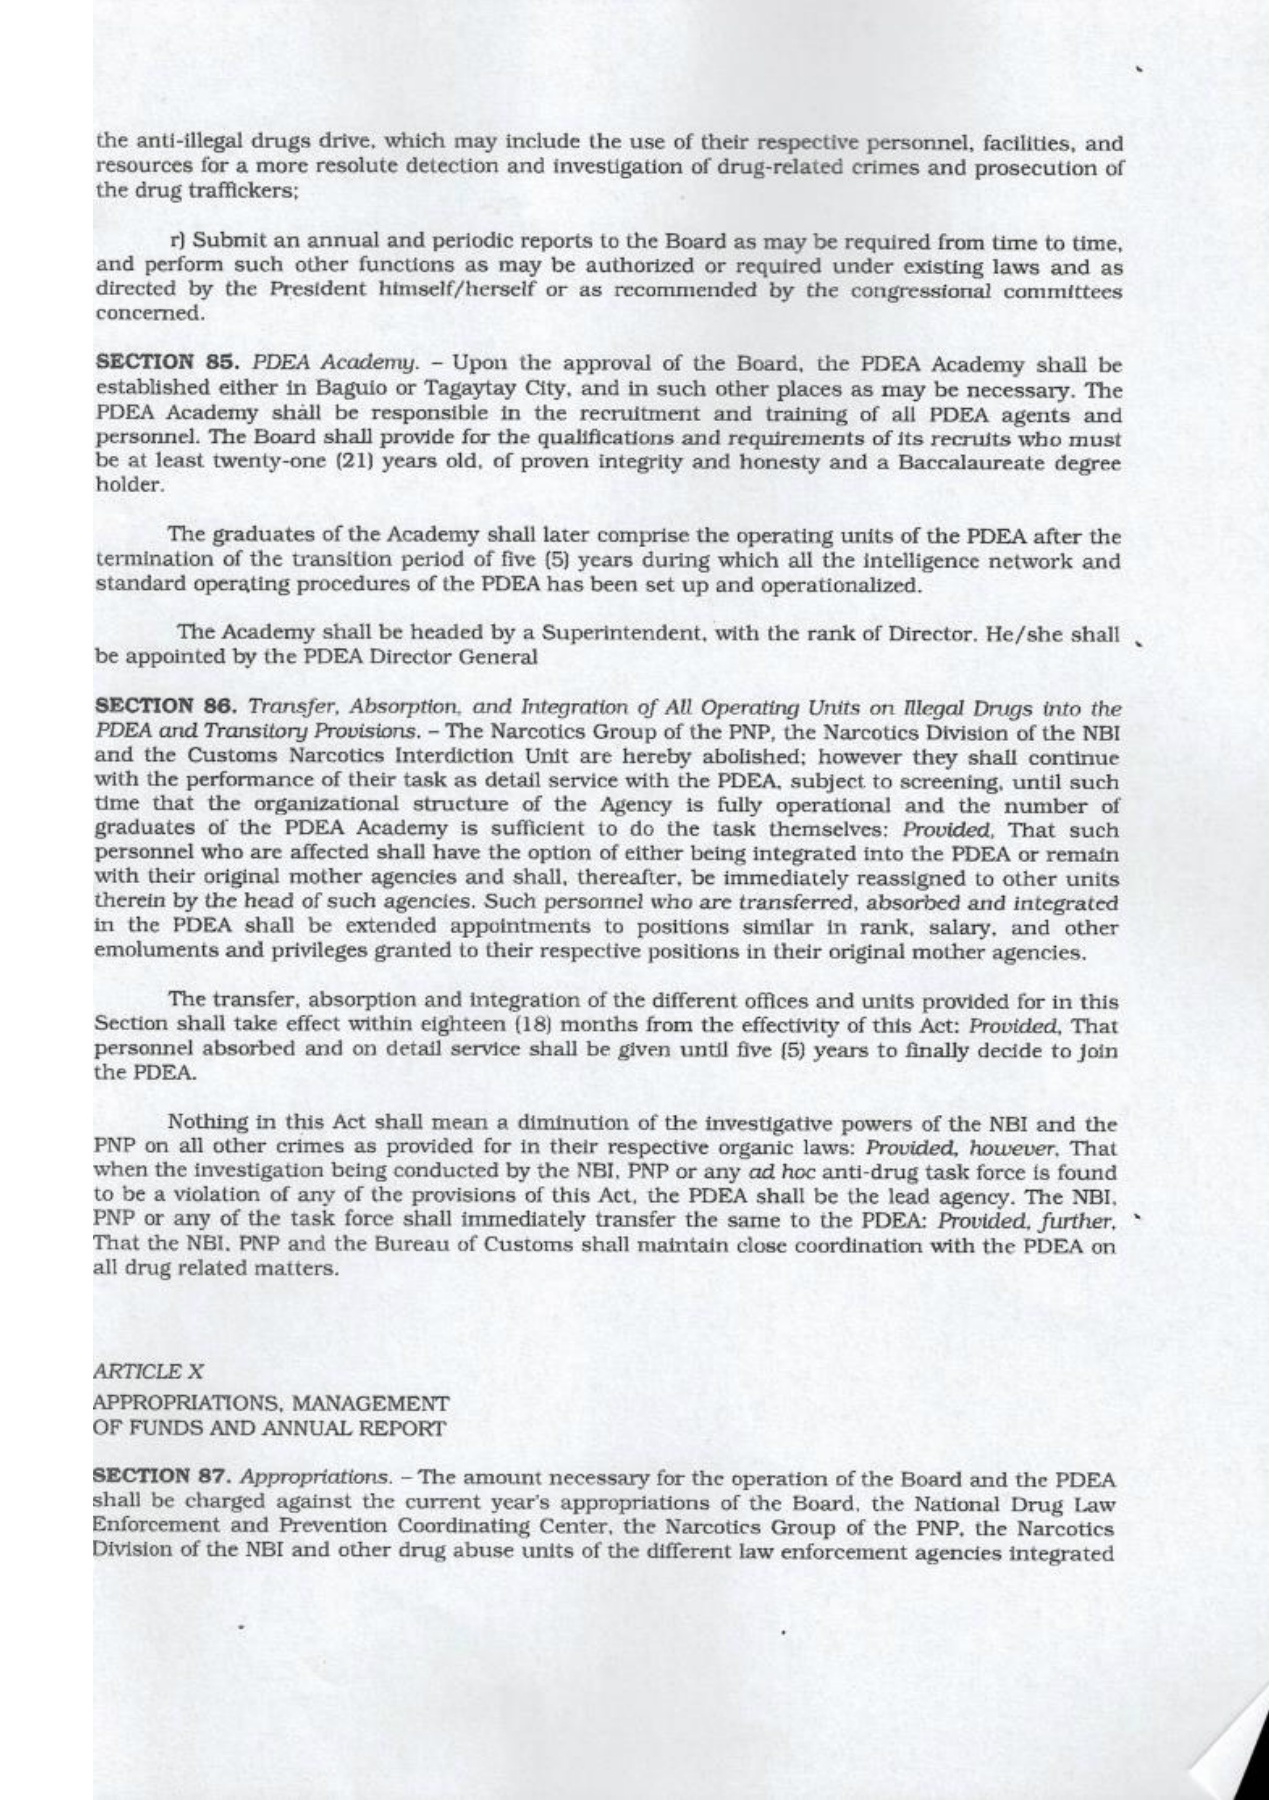 the anti-illegal drugs drive, which may include the use of their respective personnel, facilities, and
resources for a more resolute detection and investigation of drug-related crimes and prosecution of
the drug traffickers;
r) Submit an annual and periodic reports to the Board as may be required from time to time,
and perform such other functions as may be authorized or required under existing laws and as
directed by the President himself/herself or as recommended by the congressional committees
concerned.
SECTION 85. PDEA Academy. – Upon the approval of the Board, the PDEA Academy shall be
established either in Baguio or Tagaytay City, and in such other places as may be necessary. The
PDEA Academy shall be responsible in the recruitment and training of all PDEA agents and
personnel. The Board shall provide for the qualifications and requirements of its recruits who must
be at least twenty-one (21) years old, of proven integrity and honesty and a Baccalaureate degree
holder.
The graduates of the Academy shall later comprise the operating units of the PDEA after the
termination of the transition period of five (5) years during which all the intelligence network and
standard operating procedures of the PDEA has been set up and operationalized.
The Academy shall be headed by a Superintendent, with the rank of Director. He/she shall
be appointed by the PDEA Director General
SECTION 86. Transfer, Absorption, and Integration of All Operating Units on Illegal Drugs into the
PDEA and Transitory Provisions. – The Narcotics Group of the PNP, the Narcotics Division of the NBI
and the Customs Narcotics Interdiction Unit are hereby abolished; however they shall continue
with the performance of their task as detail service with the PDEA, subject to screening, until such
time that the organizational structure of the Agency is fully operational and the number of
graduates of the PDEA Academy is sufficient to do the task themselves: Provided, That such
personnel who are affected shall have the option of either being integrated into the PDEA or remain
with their original mother agencies and shall, thereafter, be immediately reassigned to other units
therein by the head of such agencies. Such personnel who are transferred, absorbed and integrated
in the PDEA shall be extended appointments to positions similar in rank, salary, and other
emoluments and privileges granted to their respective positions in their original mother agencies.
The transfer, absorption and integration of the different offices and units provided for in this
Section shall take effect within eighteen (18) months from the effectivity of this Act: Provided, That
personnel absorbed and on detail service shall be given until five (5) years to finally decide to join
the PDEA.
Nothing in this Act shall mean a diminution of the investigative powers of the NBI and the
PNP on all other crimes as provided for in their respective organic laws: Provided, however, That
when the investigation being conducted by the NBI, PNP or any ad hoc anti-drug task force is found
to be a violation of any of the provisions of this Act, the PDEA shall be the lead agency. The NBI,
PNP or any of the task force shall immediately transfer the same to the PDEA: Provided, further,
That the NBI, PNP and the Bureau of Customs shall maintain close coordination with the PDEA on
all drug related matters.
ARTICLE X
APPROPRIATIONS, MANAGEMENT
OF FUNDS AND ANNUAL REPORT
SECTION 87. Appropriations. – The amount necessary for the operation of the Board and the PDEA
shall be charged against the current year's appropriations of the Board, the National Drug Law
Enforcement and Prevention Coordinating Center, the Narcotics Group of the PNP, the Narcotics
Division of the NBI and other drug abuse units of the different law enforcement agencies integrated